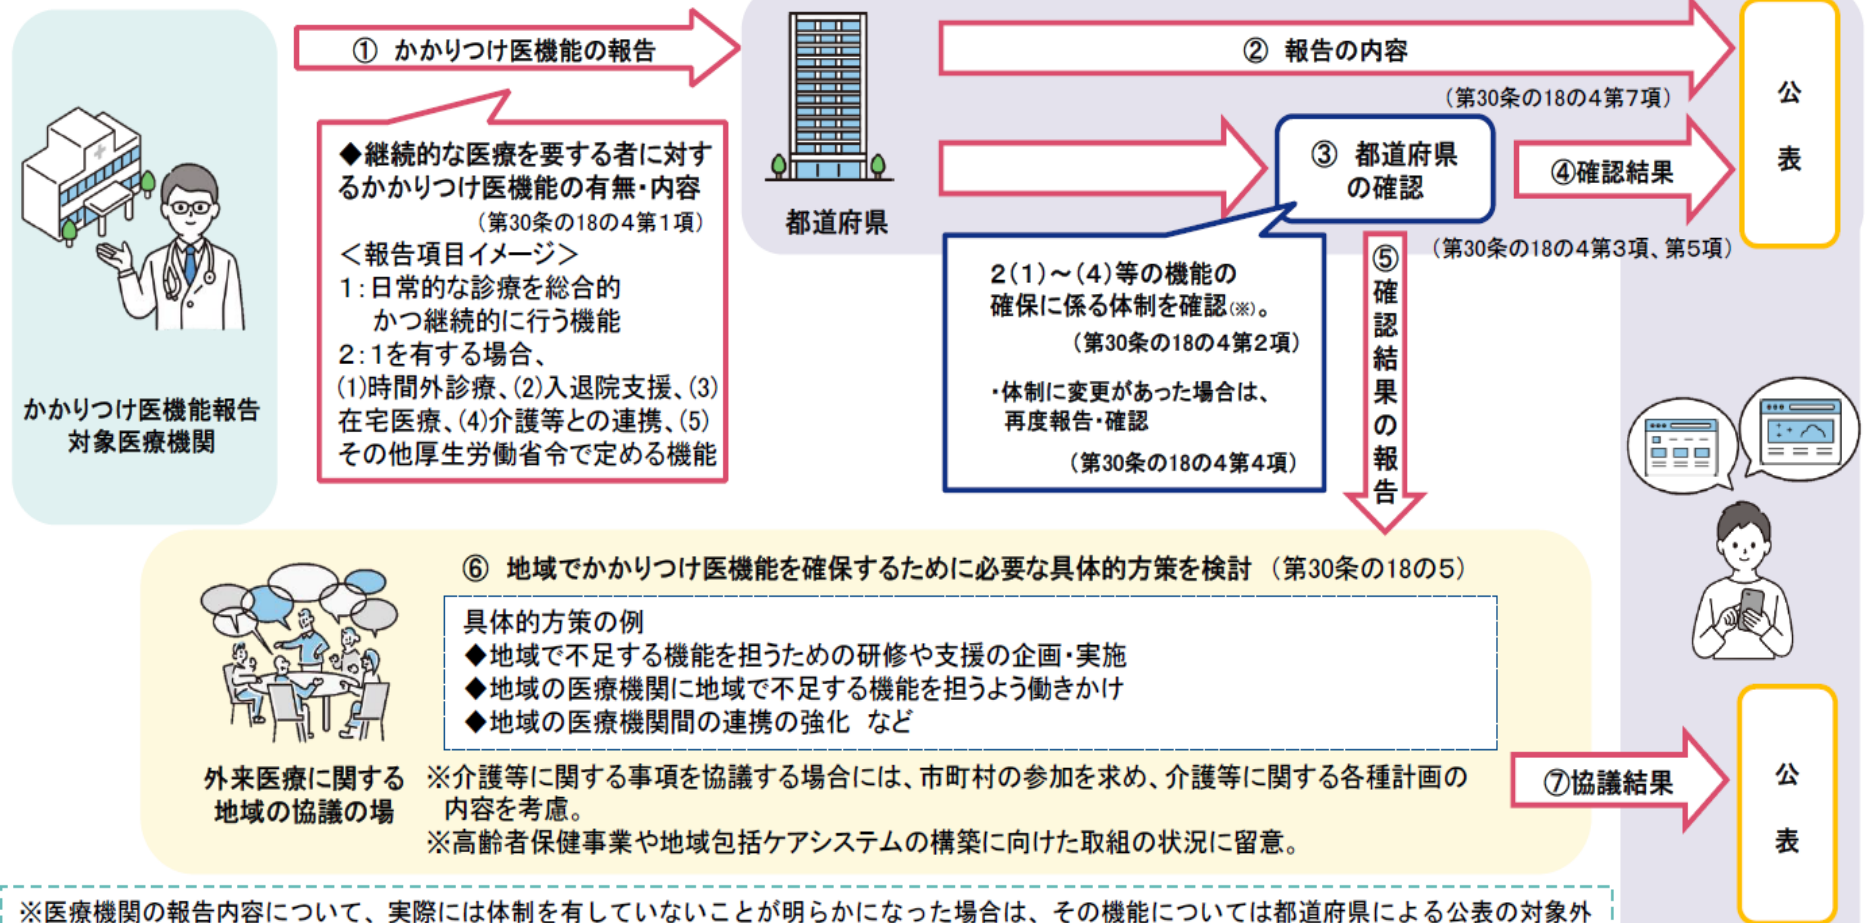 ① かかりつけ医機能の報告
② 報告の内容
(第30条の18の4第7項)
公
表
◆継続的な医療を要する者に対す
るかかりつけ医機能の有無・内容
(第30条の18の4第1項)
<報告項目イメージ>
1:日常的な診療を総合的
かつ継続的に行う機能
2:1を有する場合、
(1)時間外診療、(2)入退院支援、(3)
在宅医療、(4)介護等との連携、(5)
その他厚生労働省令で定める機能
かかりつけ医機能報告
対象医療機関
都道府県
③ 都道府県
の確認
④確認結果
(第30条の18の4第3項、第5項)
2(1)~(4)等の機能の
確保に係る体制を確認(※)。
(第30条の18の4第2項)
・体制に変更があった場合は、
再度報告・確認
(第30条の18の4第4項)
⑤確認結果の報告
⑥ 地域でかかりつけ医機能を確保するために必要な具体的方策を検討 (第30条の18の5)
具体的方策の例
◆地域で不足する機能を担うための研修や支援の企画・実施
◆地域の医療機関に地域で不足する機能を担うよう働きかけ
◆地域の医療機関間の連携の強化 など
外来医療に関する
地域の協議の場
※介護等に関する事項を協議する場合には、市町村の参加を求め、介護等に関する各種計画の
内容を考慮。
※高齢者保健事業や地域包括ケアシステムの構築に向けた取組の状況に留意。
⑦協議結果
公
表
※医療機関の報告内容について、実際には体制を有していないことが明らかになった場合は、その機能については都道府県による公表の対象外